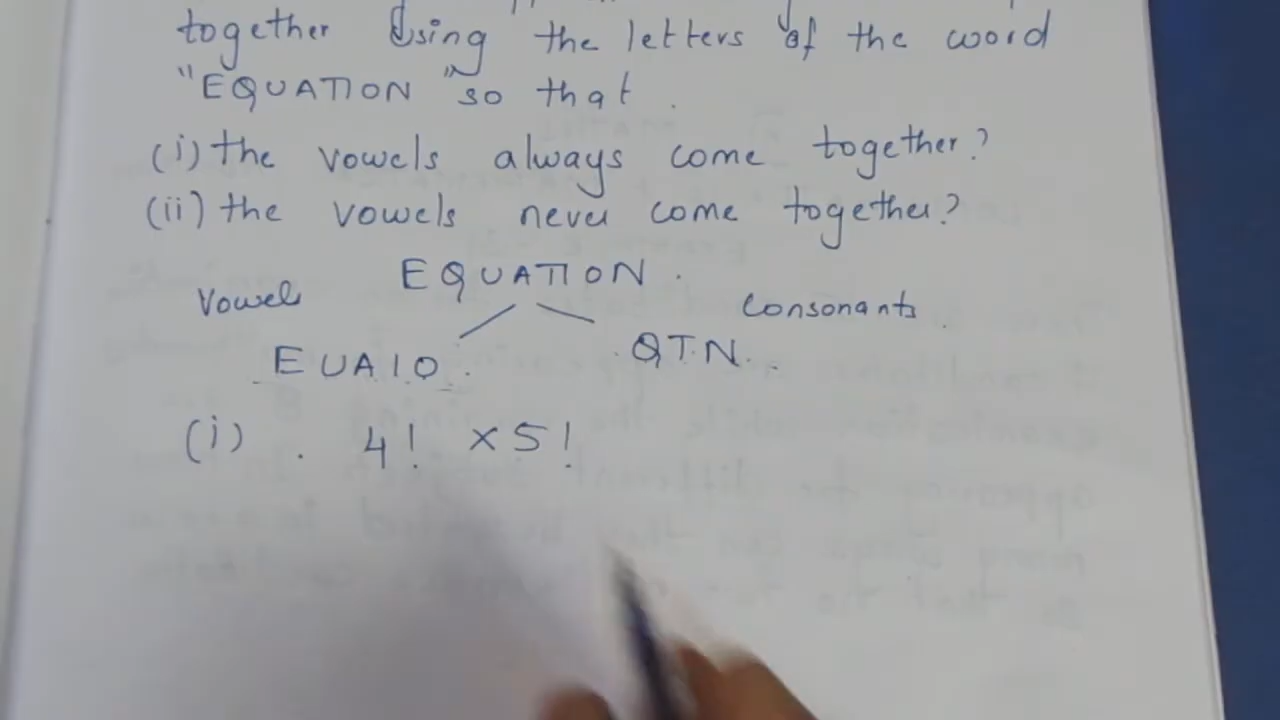 together Using the letters of the word
"EQUATION" so that.
(i) the vowels always come together?
(ii) the vowels never come together?
EQUATION.
Vowels
Consonants.
EUAIO.
QTN.
(i). 4! × 5!